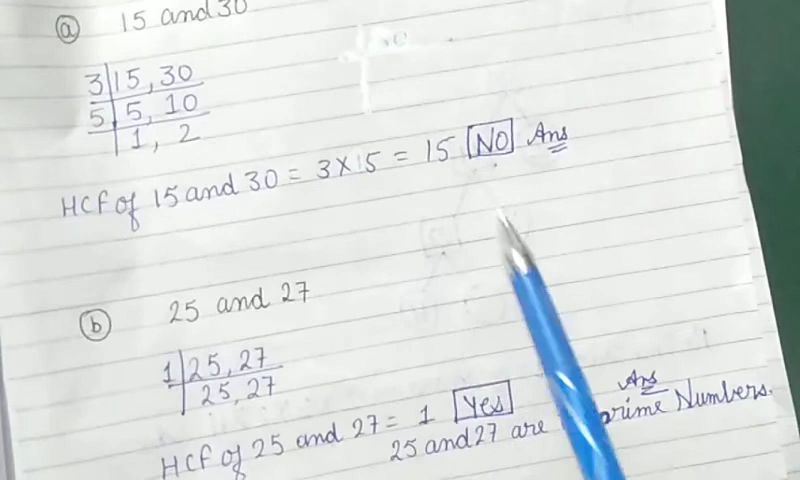 a 15 and 30
3 15, 30
5 5, 10
1, 2
HCF of 15 and 30 = 3×15 = 15 NO Ans
b 25 and 27
1 25, 27
25, 27
HCF of 25 and 27 = 1 Yes Ans
25 and 27 are rime Numbers.